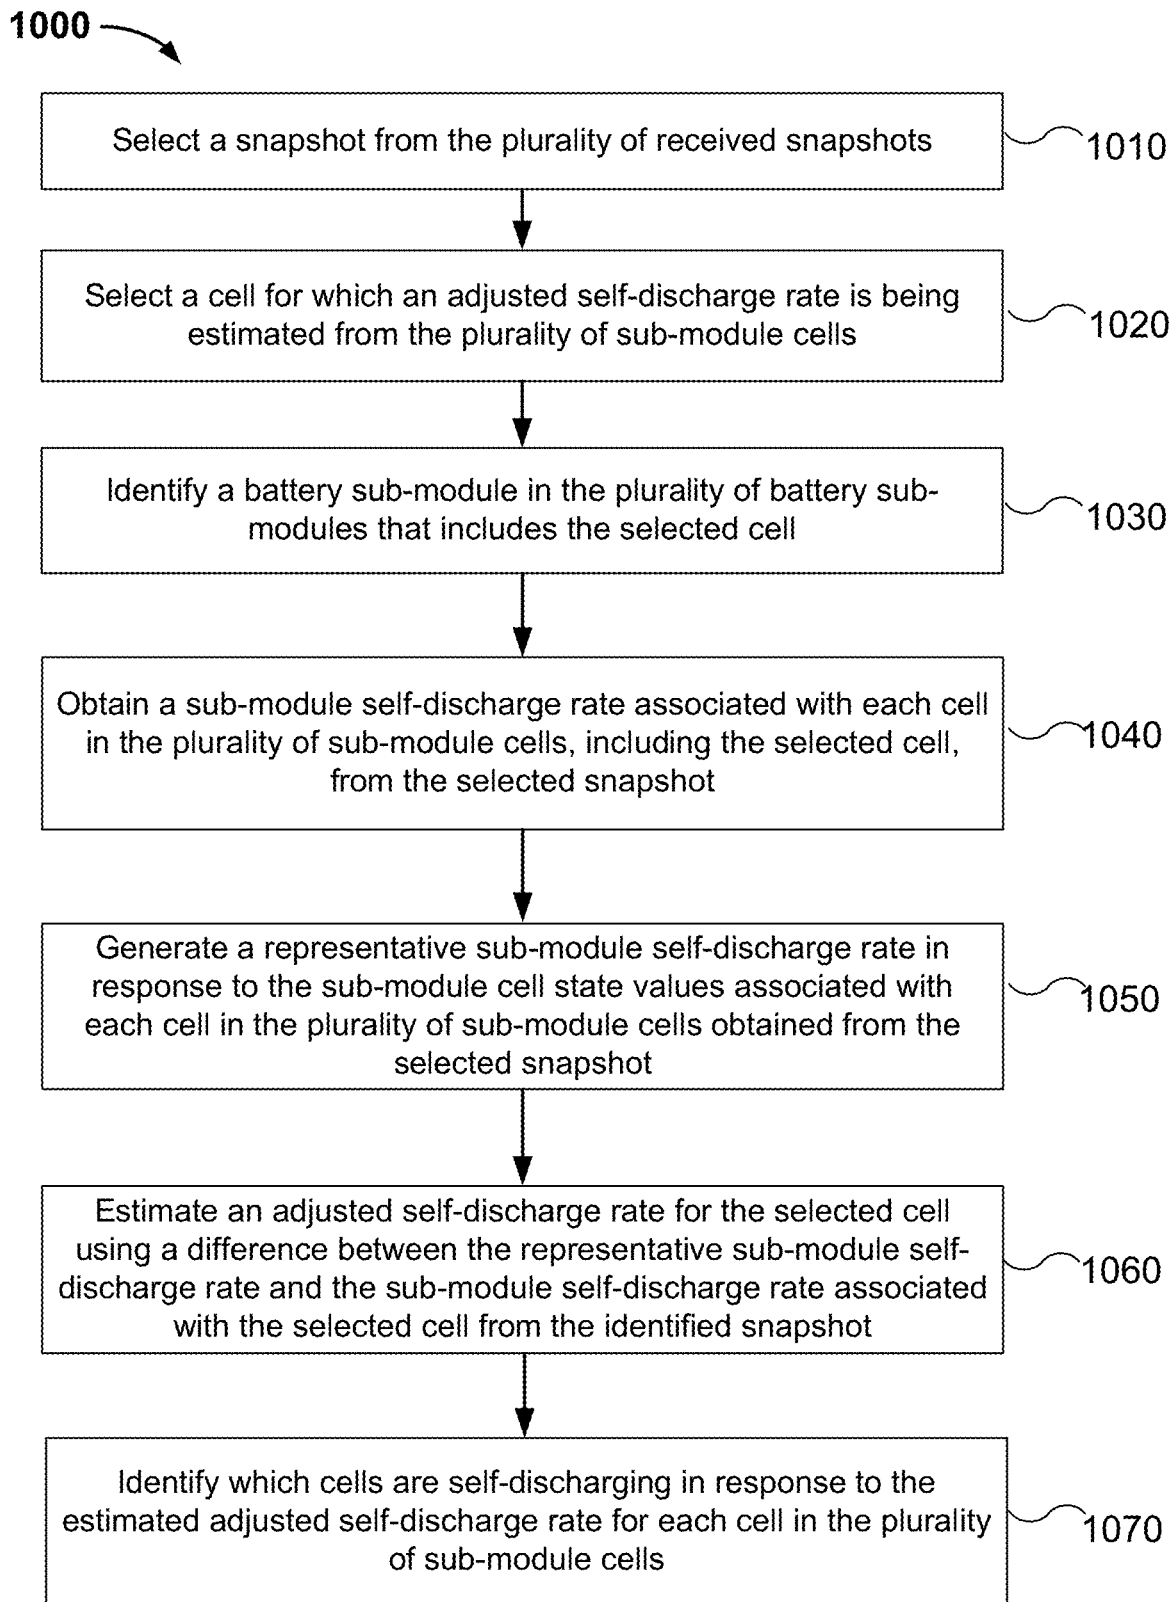 1000
Select a snapshot from the plurality of received snapshots
1010
Select a cell for which an adjusted self-discharge rate is being
estimated from the plurality of sub-module cells
1020
Identify a battery sub-module in the plurality of battery sub-
modules that includes the selected cell
1030
Obtain a sub-module self-discharge rate associated with each cell
in the plurality of sub-module cells, including the selected cell,
from the selected snapshot
1040
Generate a representative sub-module self-discharge rate in
response to the sub-module cell state values associated with
each cell in the plurality of sub-module cells obtained from the
selected snapshot
1050
Estimate an adjusted self-discharge rate for the selected cell
using a difference between the representative sub-module self-
discharge rate and the sub-module self-discharge rate associated
with the selected cell from the identified snapshot
1060
Identify which cells are self-discharging in response to the
estimated adjusted self-discharge rate for each cell in the plurality
of sub-module cells
1070